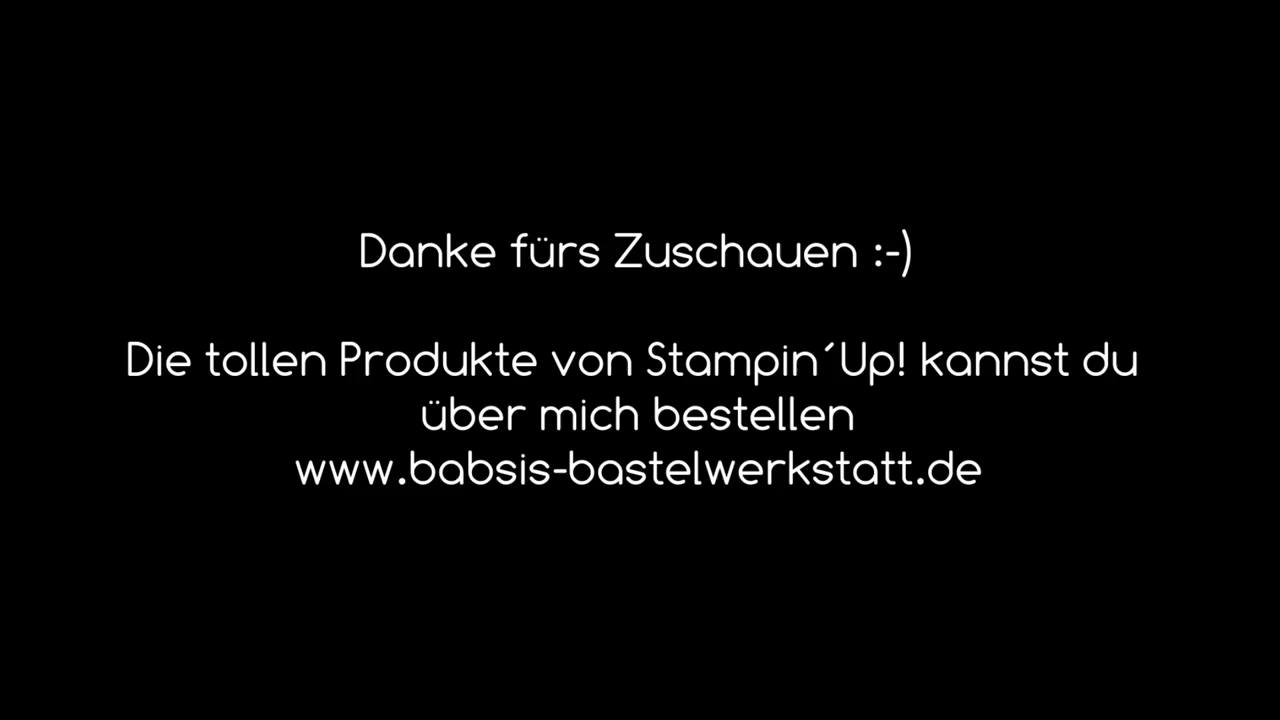 Danke fürs Zuschauen :-)
Die tollen Produkte von Stampin´Up! kannst du
über mich bestellen
www.babsis-bastelwerkstatt.de